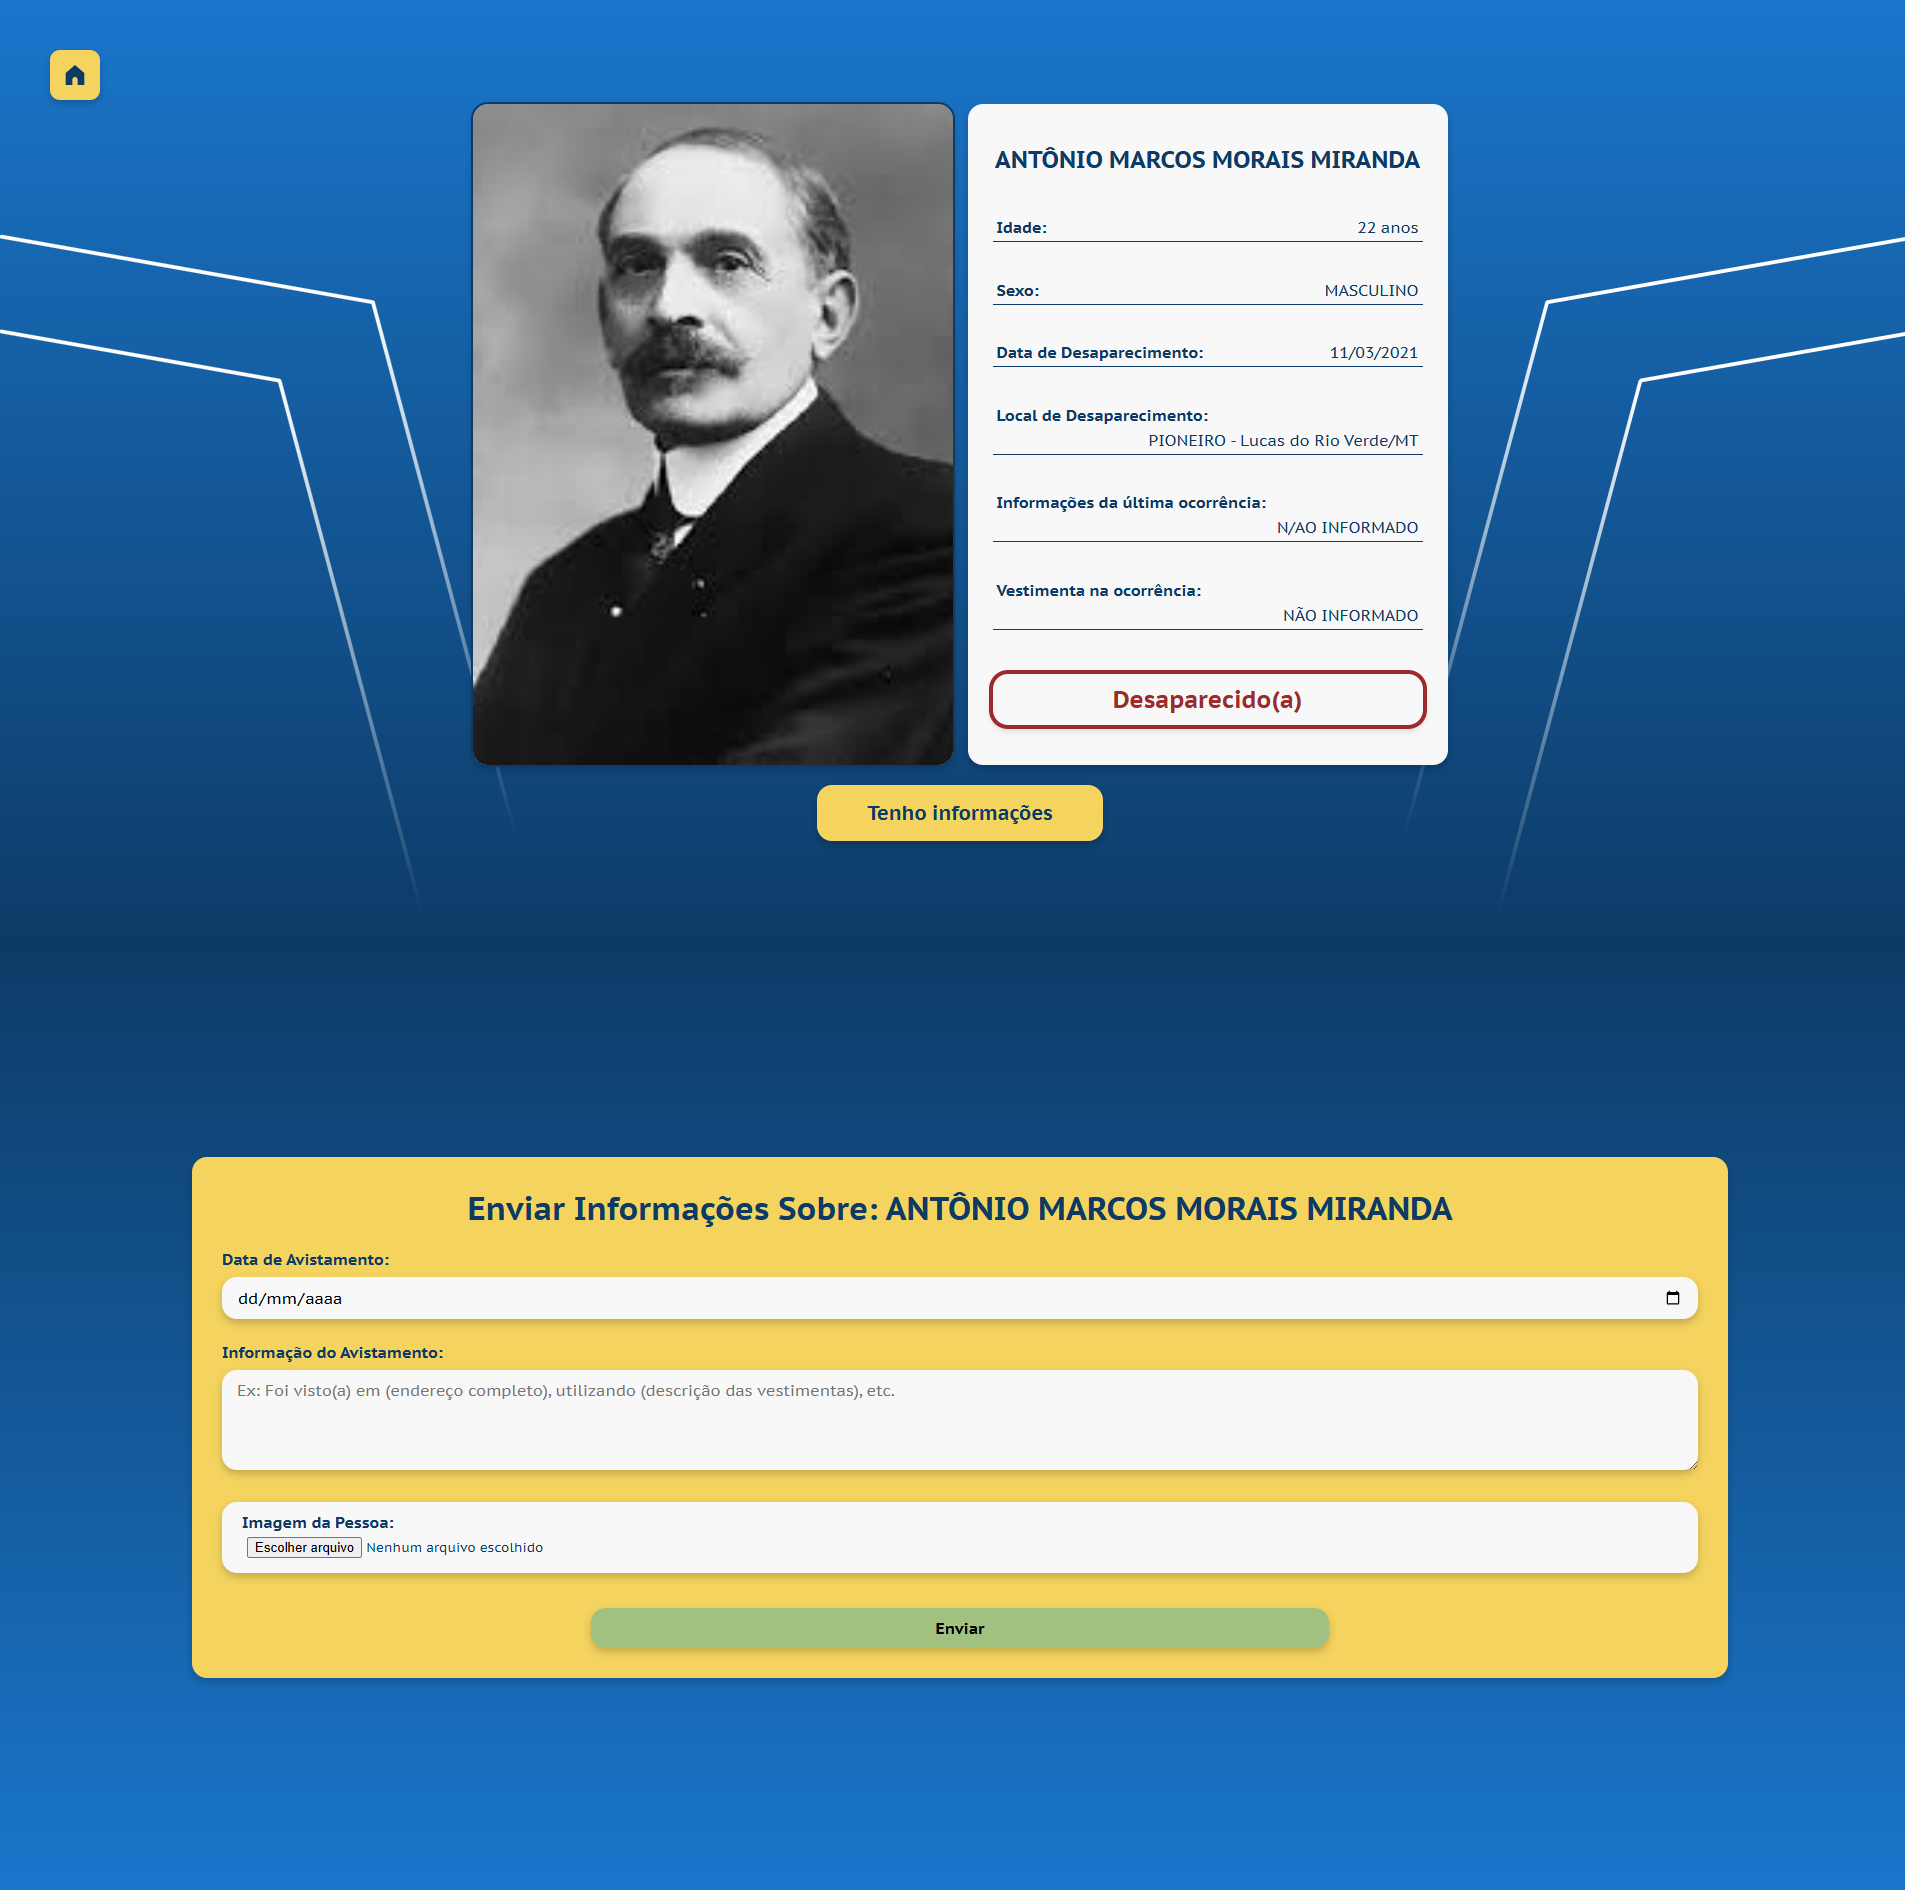 ANTÔNIO MARCOS MORAIS MIRANDA
Idade: 22 anos
Sexo: MASCULINO
Data de Desaparecimento: 11/03/2021
Local de Desaparecimento:
PIONEIRO - Lucas do Rio Verde/MT
Informações da última ocorrência:
N/AO INFORMADO
Vestimenta na ocorrência:
NÃO INFORMADO
Desaparecido(a)
Tenho informações
Enviar Informações Sobre: ANTÔNIO MARCOS MORAIS MIRANDA
Data de Avistamento:
dd/mm/aaaa
Informação do Avistamento:
Ex: Foi visto(a) em (endereço completo), utilizando (descrição das vestimentas), etc.
Imagem da Pessoa:
Escolher arquivo Nenhum arquivo escolhido
Enviar